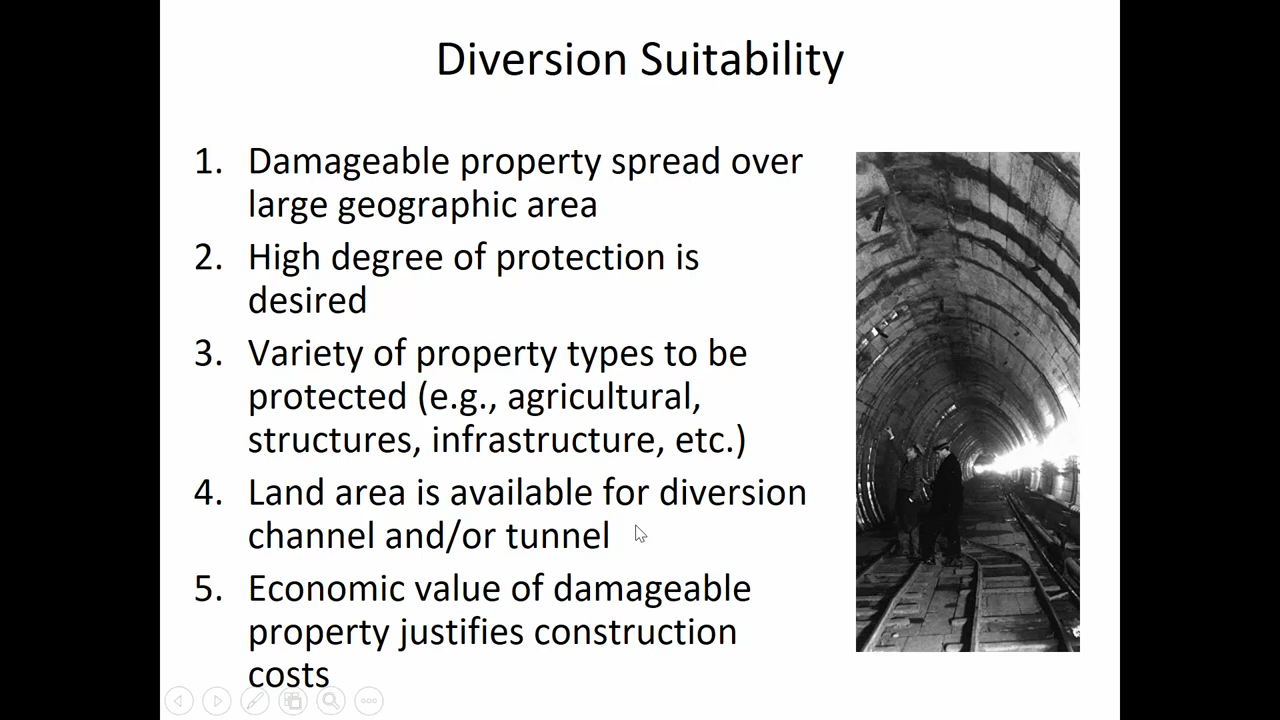 Diversion Suitability
1. Damageable property spread over
large geographic area
2. High degree of protection is
desired
3. Variety of property types to be
protected (e.g., agricultural,
structures, infrastructure, etc.)
4. Land area is available for diversion
channel and/or tunnel
5. Economic value of damageable
property justifies construction
costs